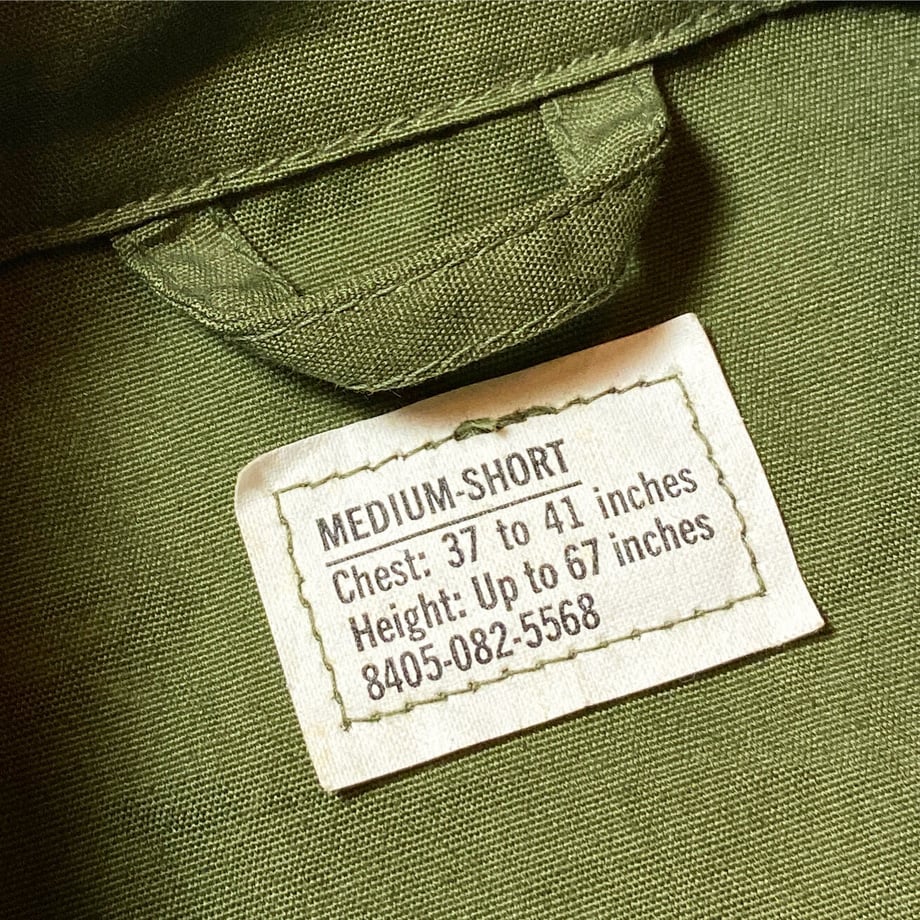 MEDIUM-SHORT
Chest: 37 to 41 inches
Height: Up to 67 inches
8405-082-5568